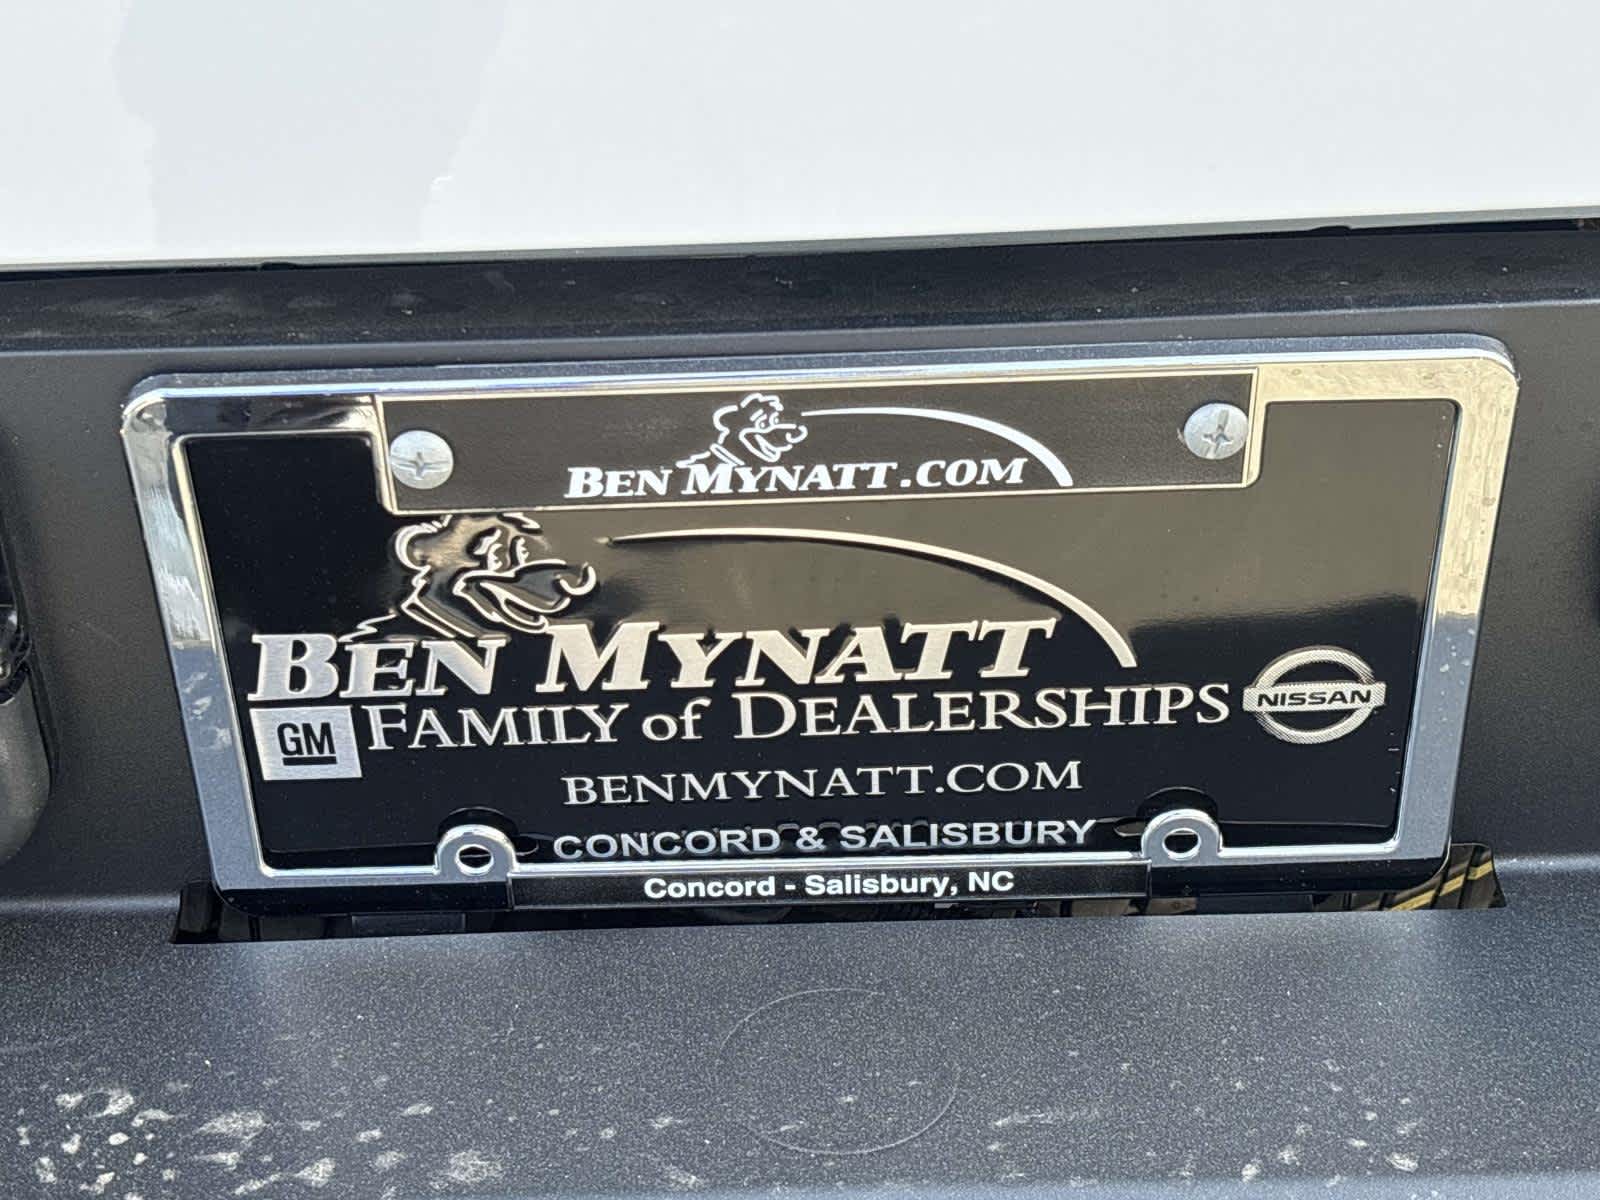 BEN MYNATT.COM
BEN MYNATT
GM FAMILY of DEALERSHIPS NISSAN
BENMYNATT.COM
CONCORD & SALISBURY
Concord - Salisbury, NC